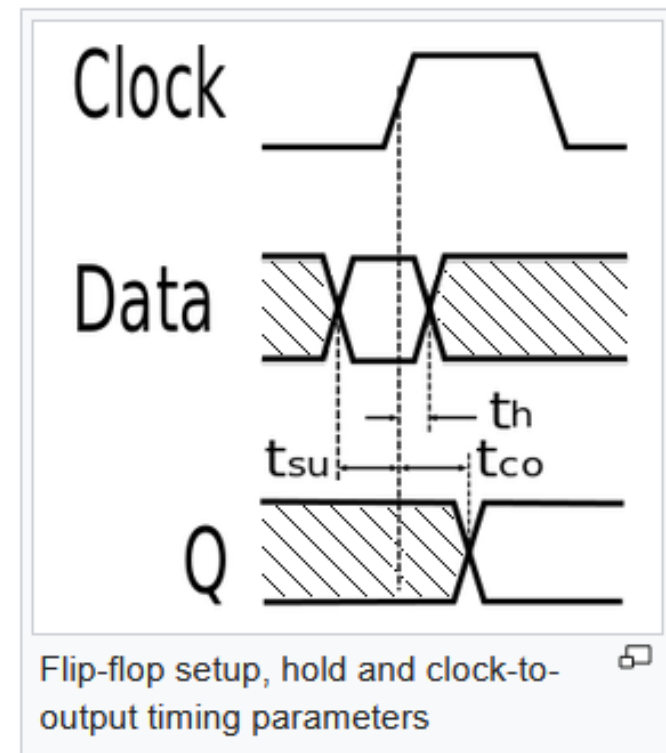 Clock
Data
th
tsu tco
Q
Flip-flop setup, hold and clock-to-
output timing parameters